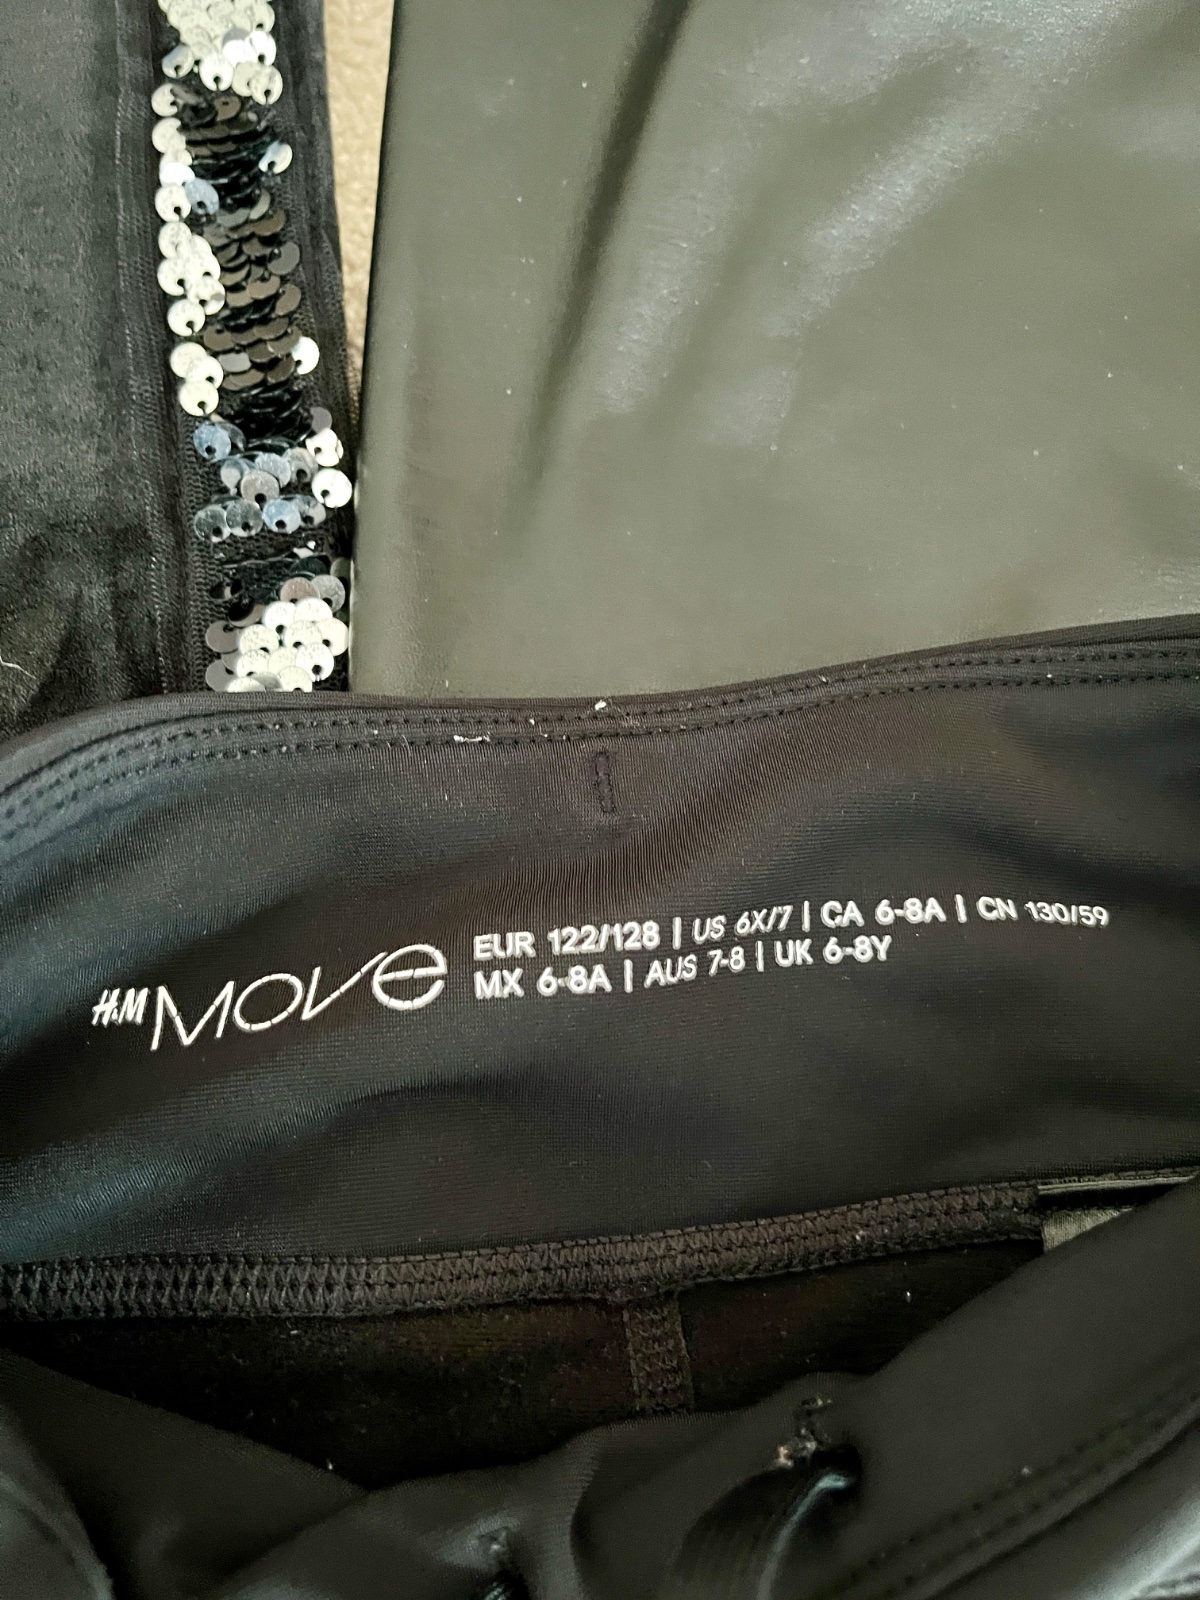 H&M MOVE
EUR 122/128 | US 6X/7 | CA 6-8A | CN 130/59
MX 6-8A | AUS 7-8 | UK 6-8Y